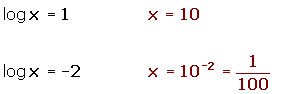 log x = 1 x = 10
log x = −2 x = 10⁻² = 1/100